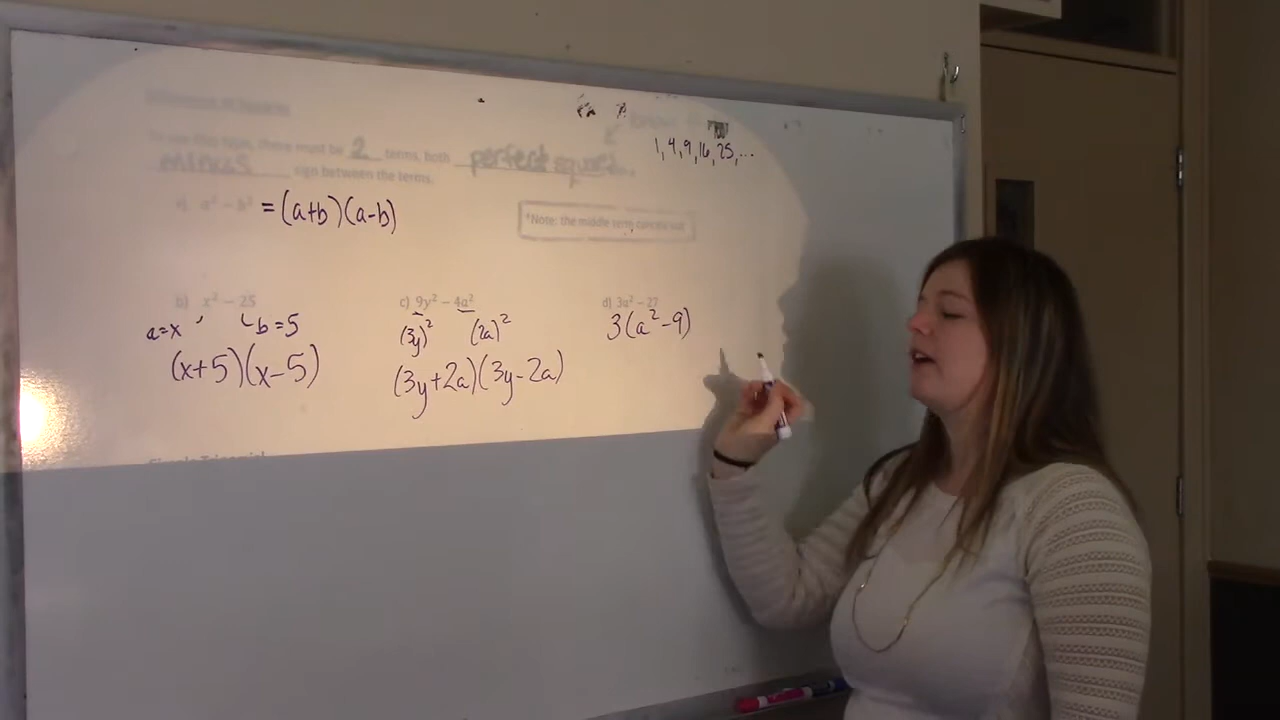 Difference of Squares
To use this type, there must be 2 terms, both perfect squares,
minus sign between the terms.
1, 4, 9, 16, 25, ...
a) a² - b² = (a+b)(a-b)
*Note: the middle term cancels out
b) x² - 25
a=x b=5
(x+5)(x-5)
c) 9y² - 4a²
(3y)² (2a)²
(3y+2a)(3y-2a)
d) 3a² - 27
3(a²-9)